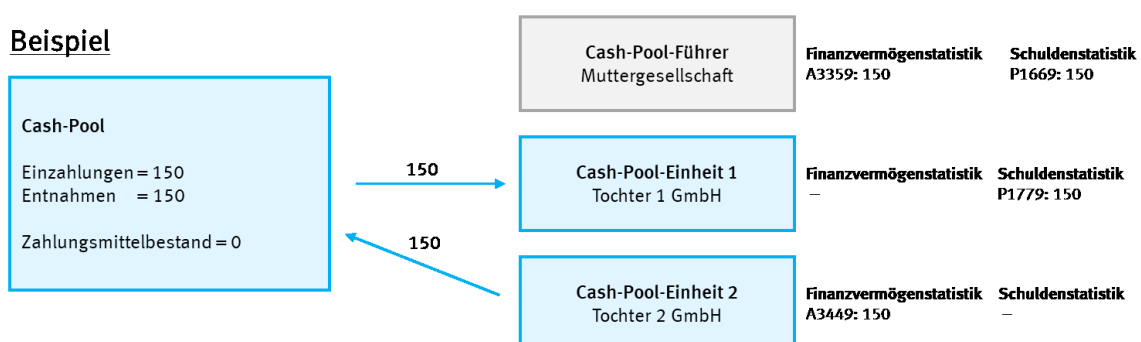 Beispiel
Cash-Pool
Einzahlungen = 150
Entnahmen = 150
Zahlungsmittelbestand = 0
150
150
Cash-Pool-Führer
Muttergesellschaft
Finanzvermögenstatistik Schuldenstatistik
A3359: 150 P1669: 150
Cash-Pool-Einheit 1
Tochter 1 GmbH
Finanzvermögenstatistik Schuldenstatistik
– P1779: 150
Cash-Pool-Einheit 2
Tochter 2 GmbH
Finanzvermögenstatistik Schuldenstatistik
A3449: 150 –